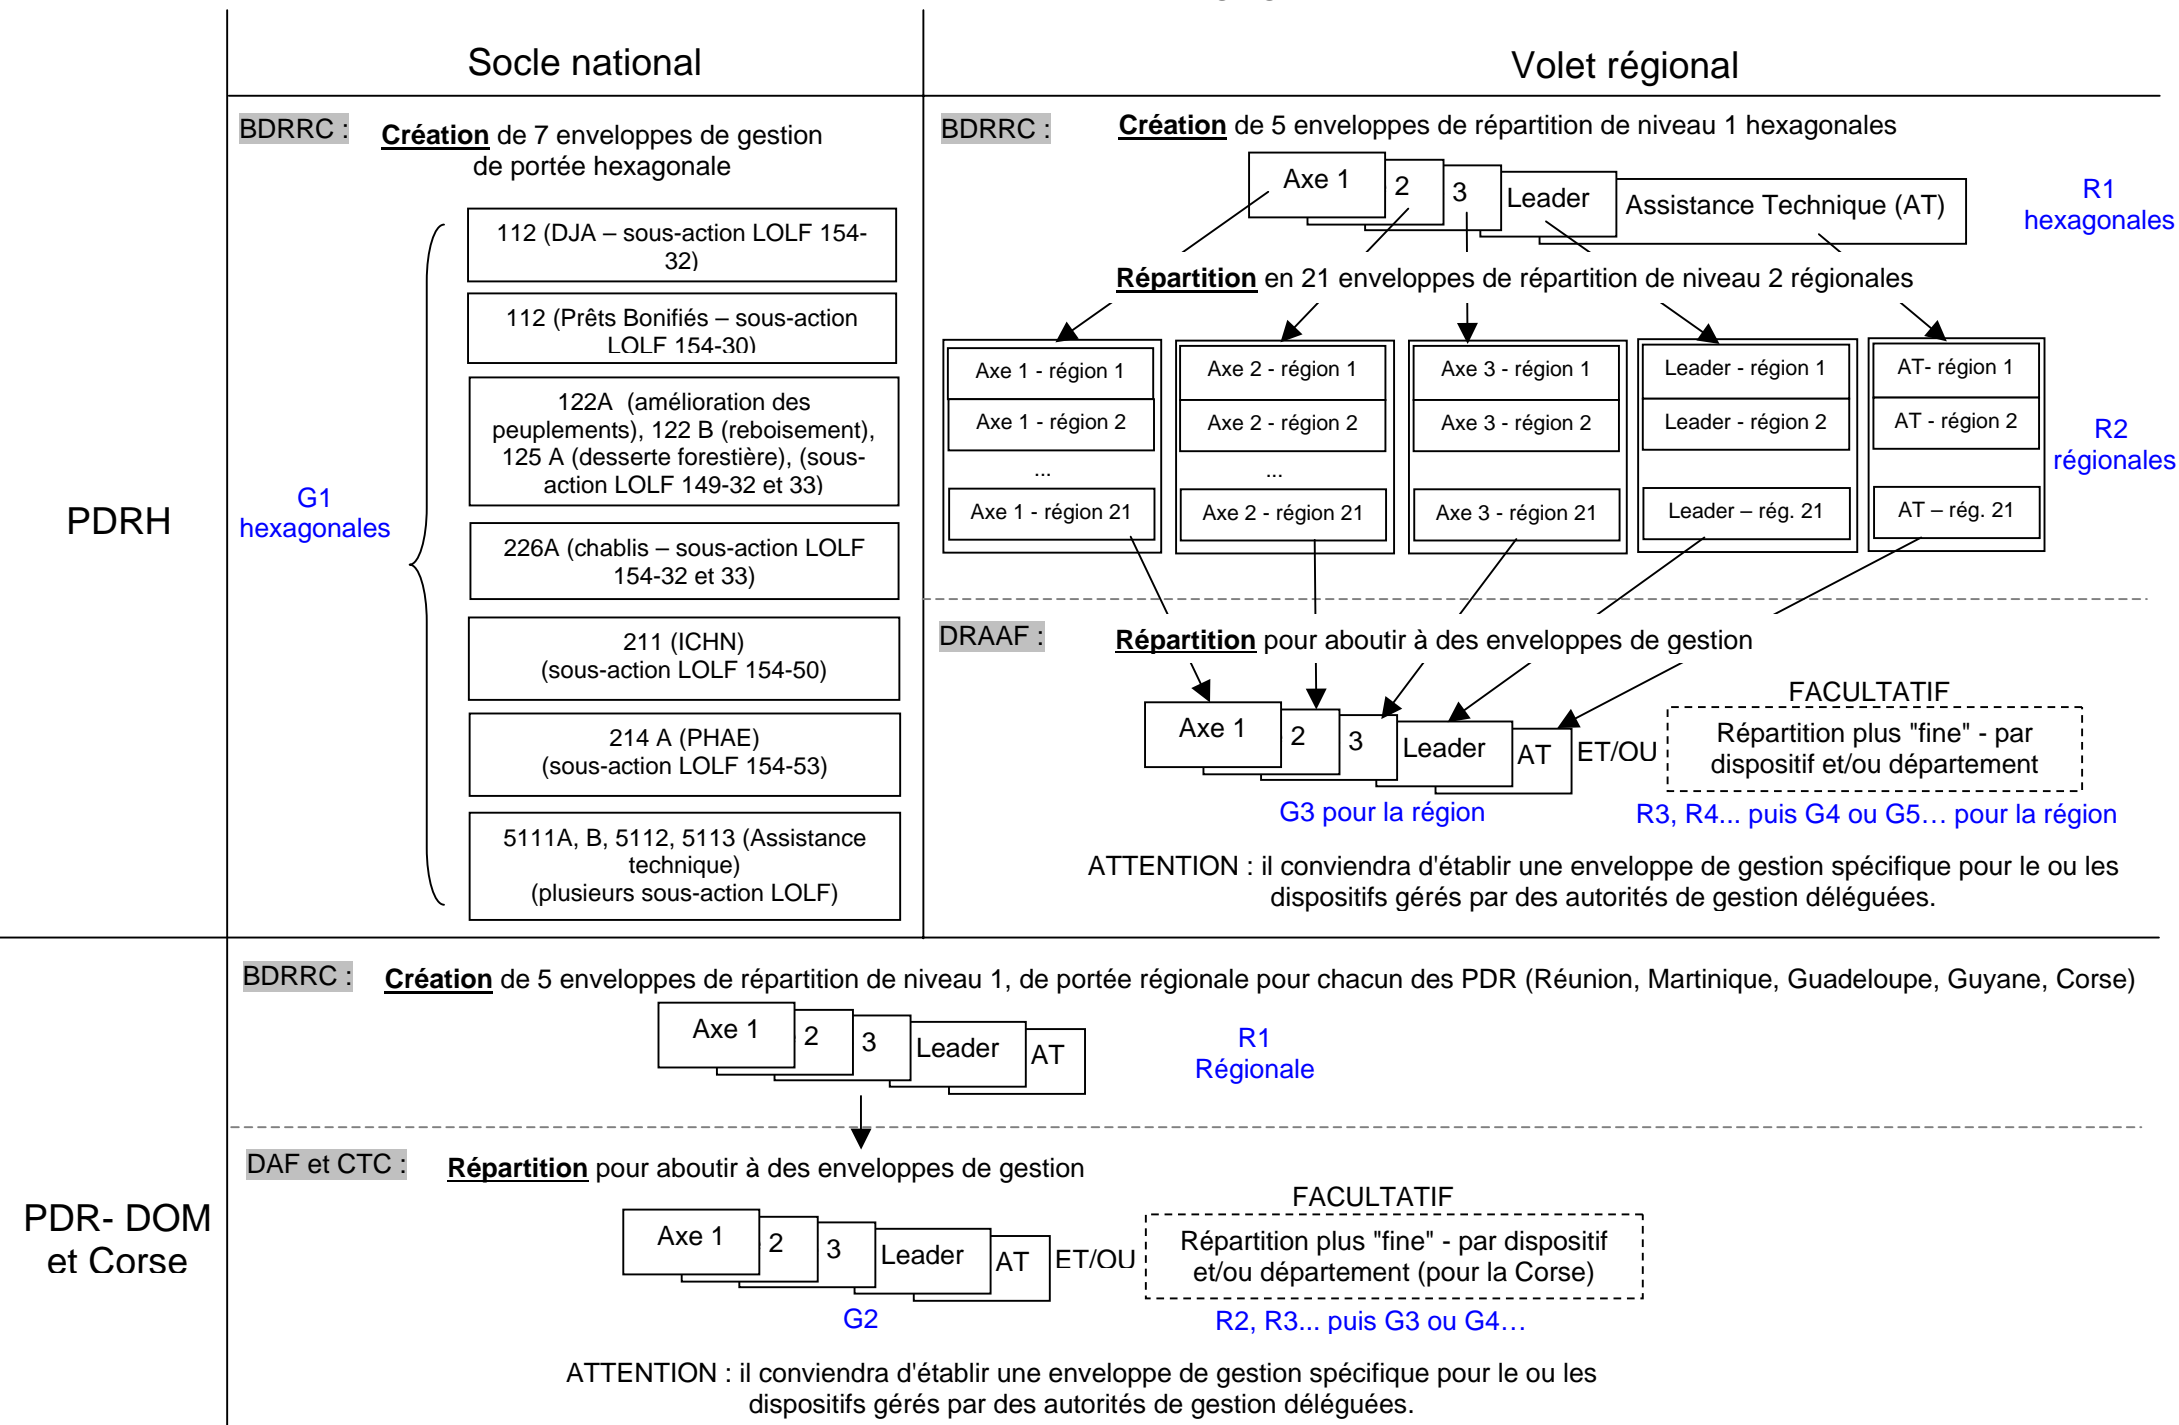 Socle national
Volet régional
PDRH
BDRRC :
Création de 7 enveloppes de gestion
de portée hexagonale
G1
hexagonales
112 (DJA – sous-action LOLF 154-
32)
112 (Prêts Bonifiés – sous-action
LOLF 154-30)
122A  (amélioration des
peuplements), 122 B (reboisement),
125 A (desserte forestière), (sous-
action LOLF 149-32 et 33)
226A (chablis – sous-action LOLF
154-32 et 33)
211 (ICHN)
(sous-action LOLF 154-50)
214 A (PHAE)
(sous-action LOLF 154-53)
5111A, B, 5112, 5113 (Assistance
technique)
(plusieurs sous-action LOLF)
BDRRC :
Création de 5 enveloppes de répartition de niveau 1 hexagonales
Axe 1
2
3
Leader
Assistance Technique (AT)
R1
hexagonales
Répartition en 21 enveloppes de répartition de niveau 2 régionales
Axe 1 - région 1
Axe 1 - région 2
...
Axe 1 - région 21
Axe 2 - région 1
Axe 2 - région 2
...
Axe 2 - région 21
Axe 3 - région 1
Axe 3 - région 2
Axe 3 - région 21
Leader - région 1
Leader - région 2
Leader – rég. 21
AT- région 1
AT - région 2
AT – rég. 21
R2
régionales
DRAAF :
Répartition pour aboutir à des enveloppes de gestion
Axe 1
2
3
Leader
AT
ET/OU
FACULTATIF
Répartition plus "fine" - par
dispositif et/ou département
G3 pour la région
R3, R4... puis G4 ou G5… pour la région
ATTENTION : il conviendra d'établir une enveloppe de gestion spécifique pour le ou les
dispositifs gérés par des autorités de gestion déléguées.
PDR- DOM
et Corse
BDRRC :
Création de 5 enveloppes de répartition de niveau 1, de portée régionale pour chacun des PDR (Réunion, Martinique, Guadeloupe, Guyane, Corse)
Axe 1
2
3
Leader
AT
R1
Régionale
DAF et CTC :
Répartition pour aboutir à des enveloppes de gestion
Axe 1
2
3
Leader
AT
ET/OU
FACULTATIF
Répartition plus "fine" - par dispositif
et/ou département (pour la Corse)
G2
R2, R3... puis G3 ou G4…
ATTENTION : il conviendra d'établir une enveloppe de gestion spécifique pour le ou les
dispositifs gérés par des autorités de gestion déléguées.